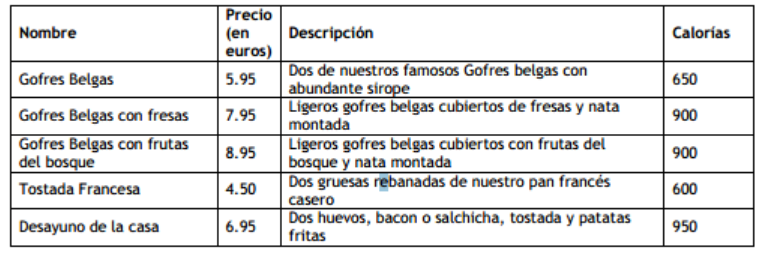 Nombre Precio (en euros) Descripción Calorías
Gofres Belgas 5.95 Dos de nuestros famosos Gofres belgas con
abundante sirope 650
Gofres Belgas con fresas 7.95 Ligeros gofres belgas cubiertos de fresas y nata
montada 900
Gofres Belgas con frutas
del bosque 8.95 Ligeros gofres belgas cubiertos con frutas del
bosque y nata montada 900
Tostada Francesa 4.50 Dos gruesas rebanadas de nuestro pan francés
casero 600
Desayuno de la casa 6.95 Dos huevos, bacon o salchicha, tostada y patatas
fritas 950